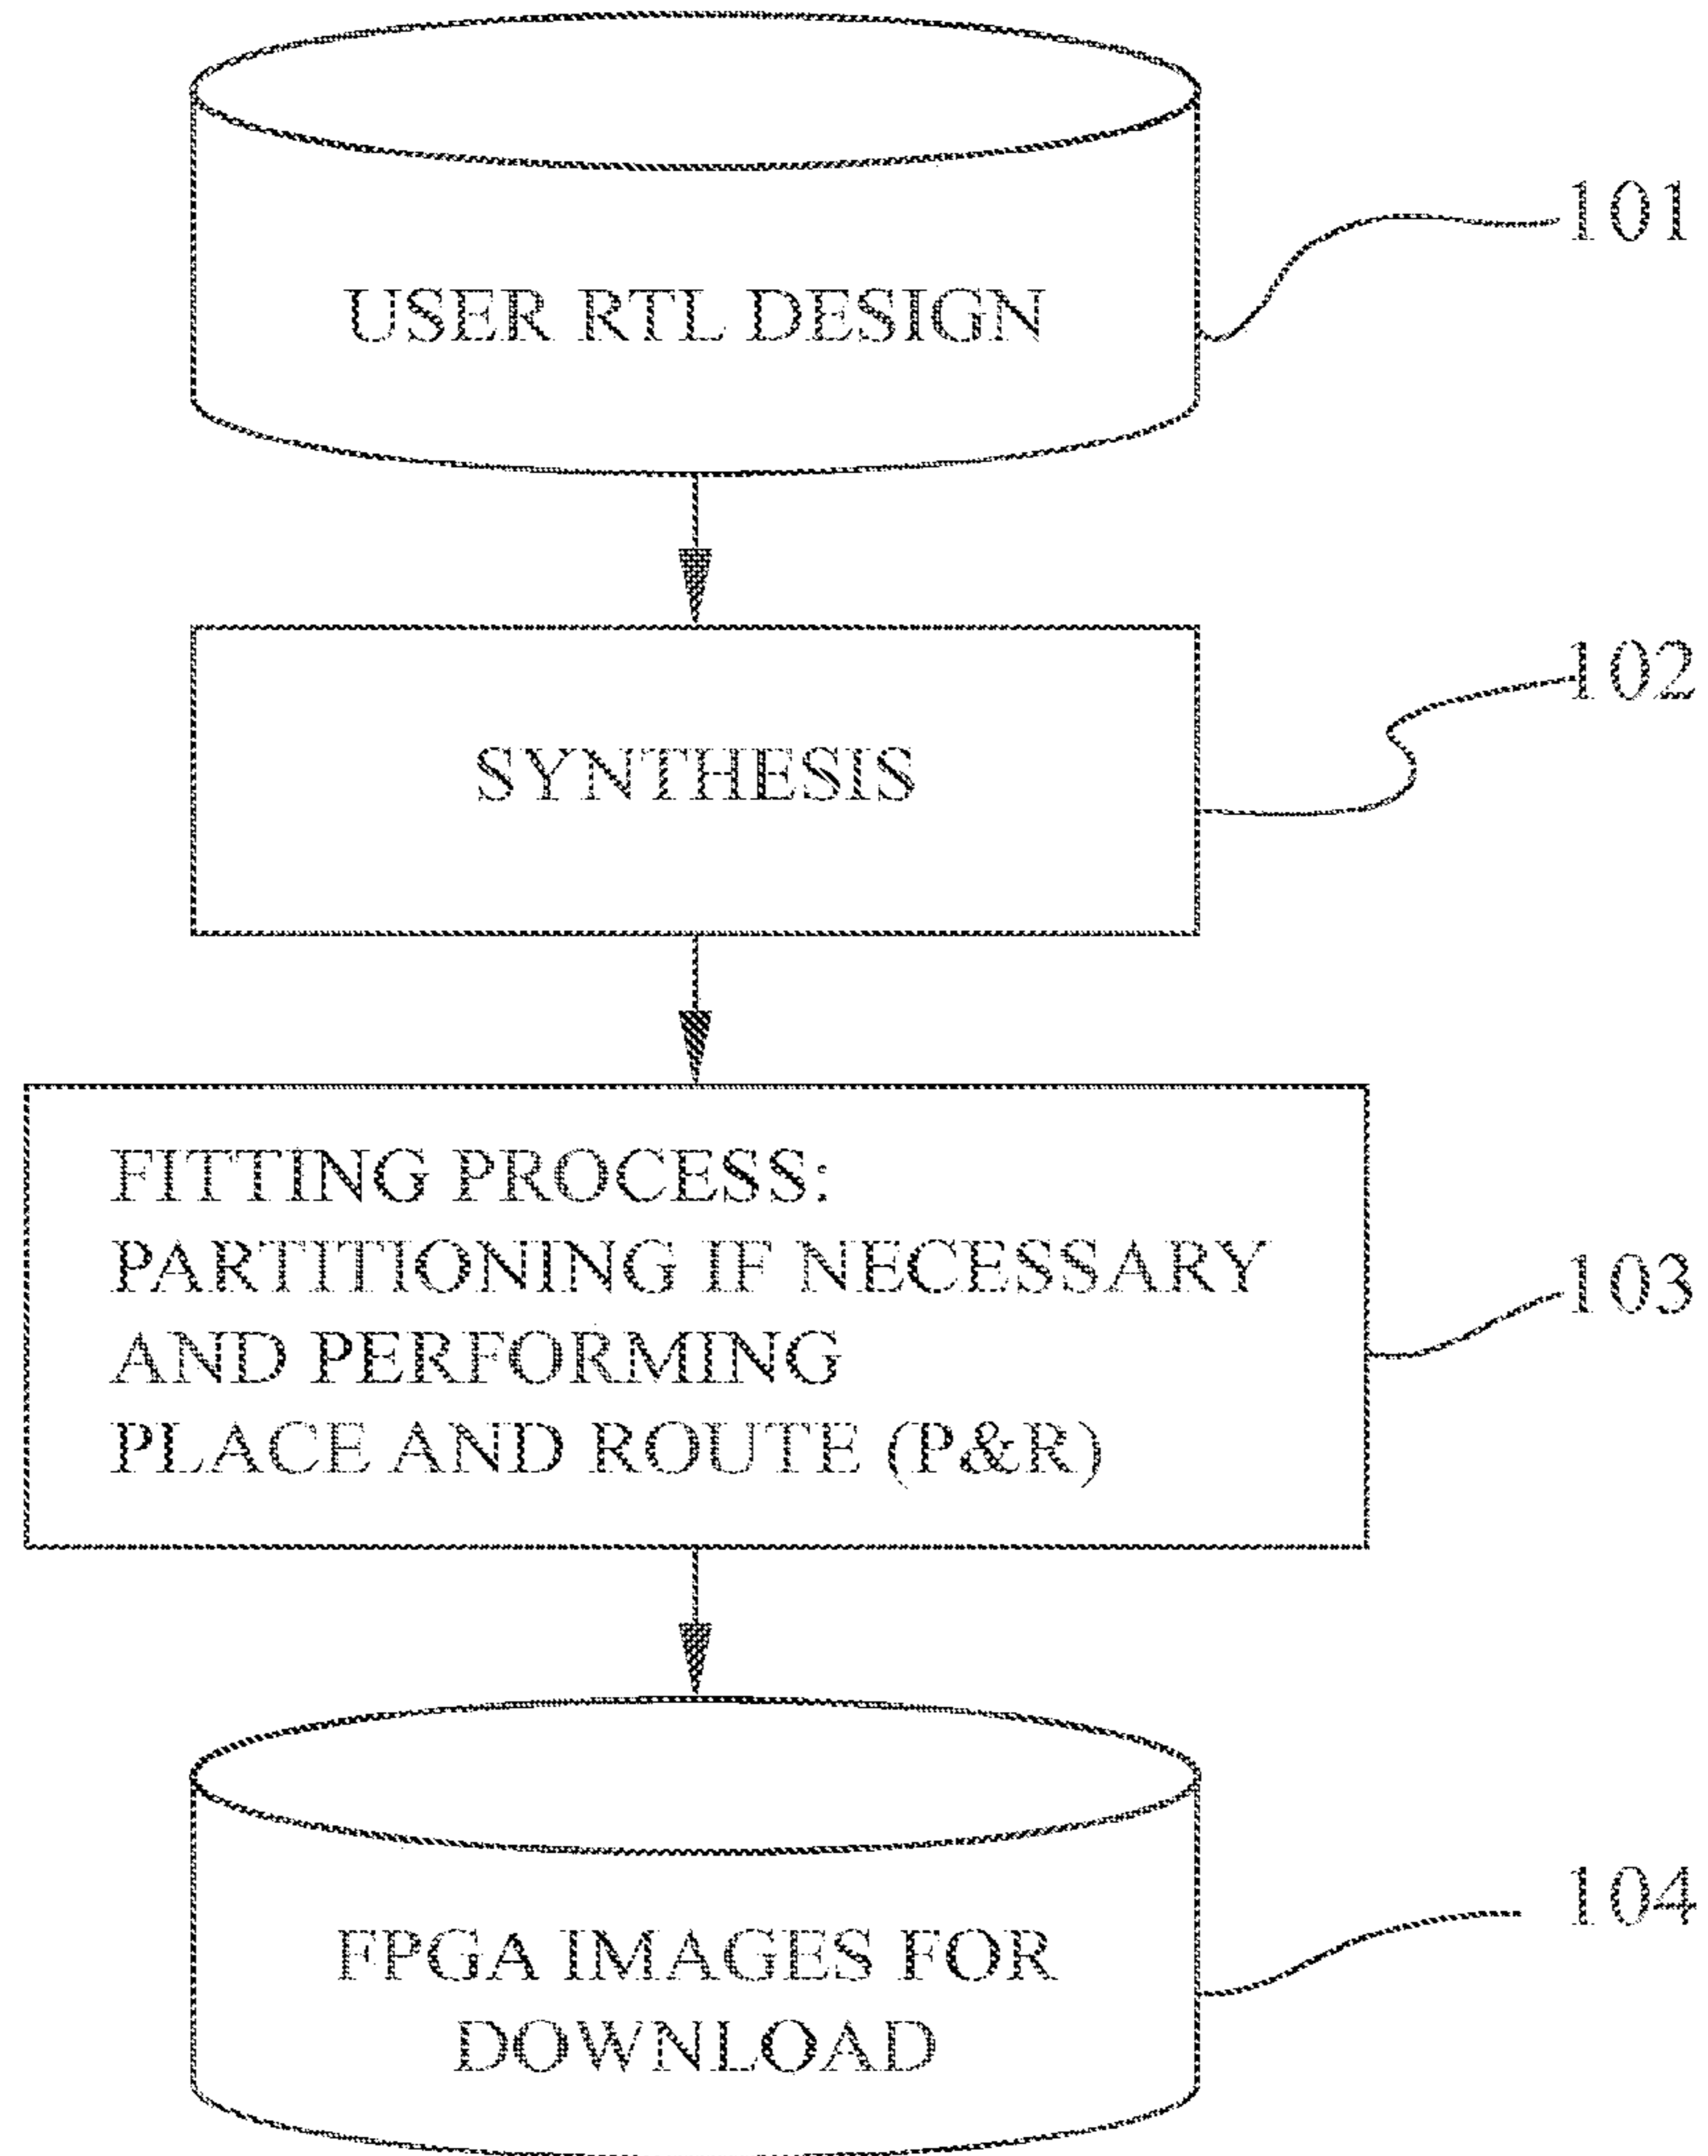 USER RTL DESIGN
101
SYNTHESIS
102
FITTING PROCESS:
PARTITIONING IF NECESSARY
AND PERFORMING
PLACE AND ROUTE (P&R)
103
FPGA IMAGES FOR
DOWNLOAD
104